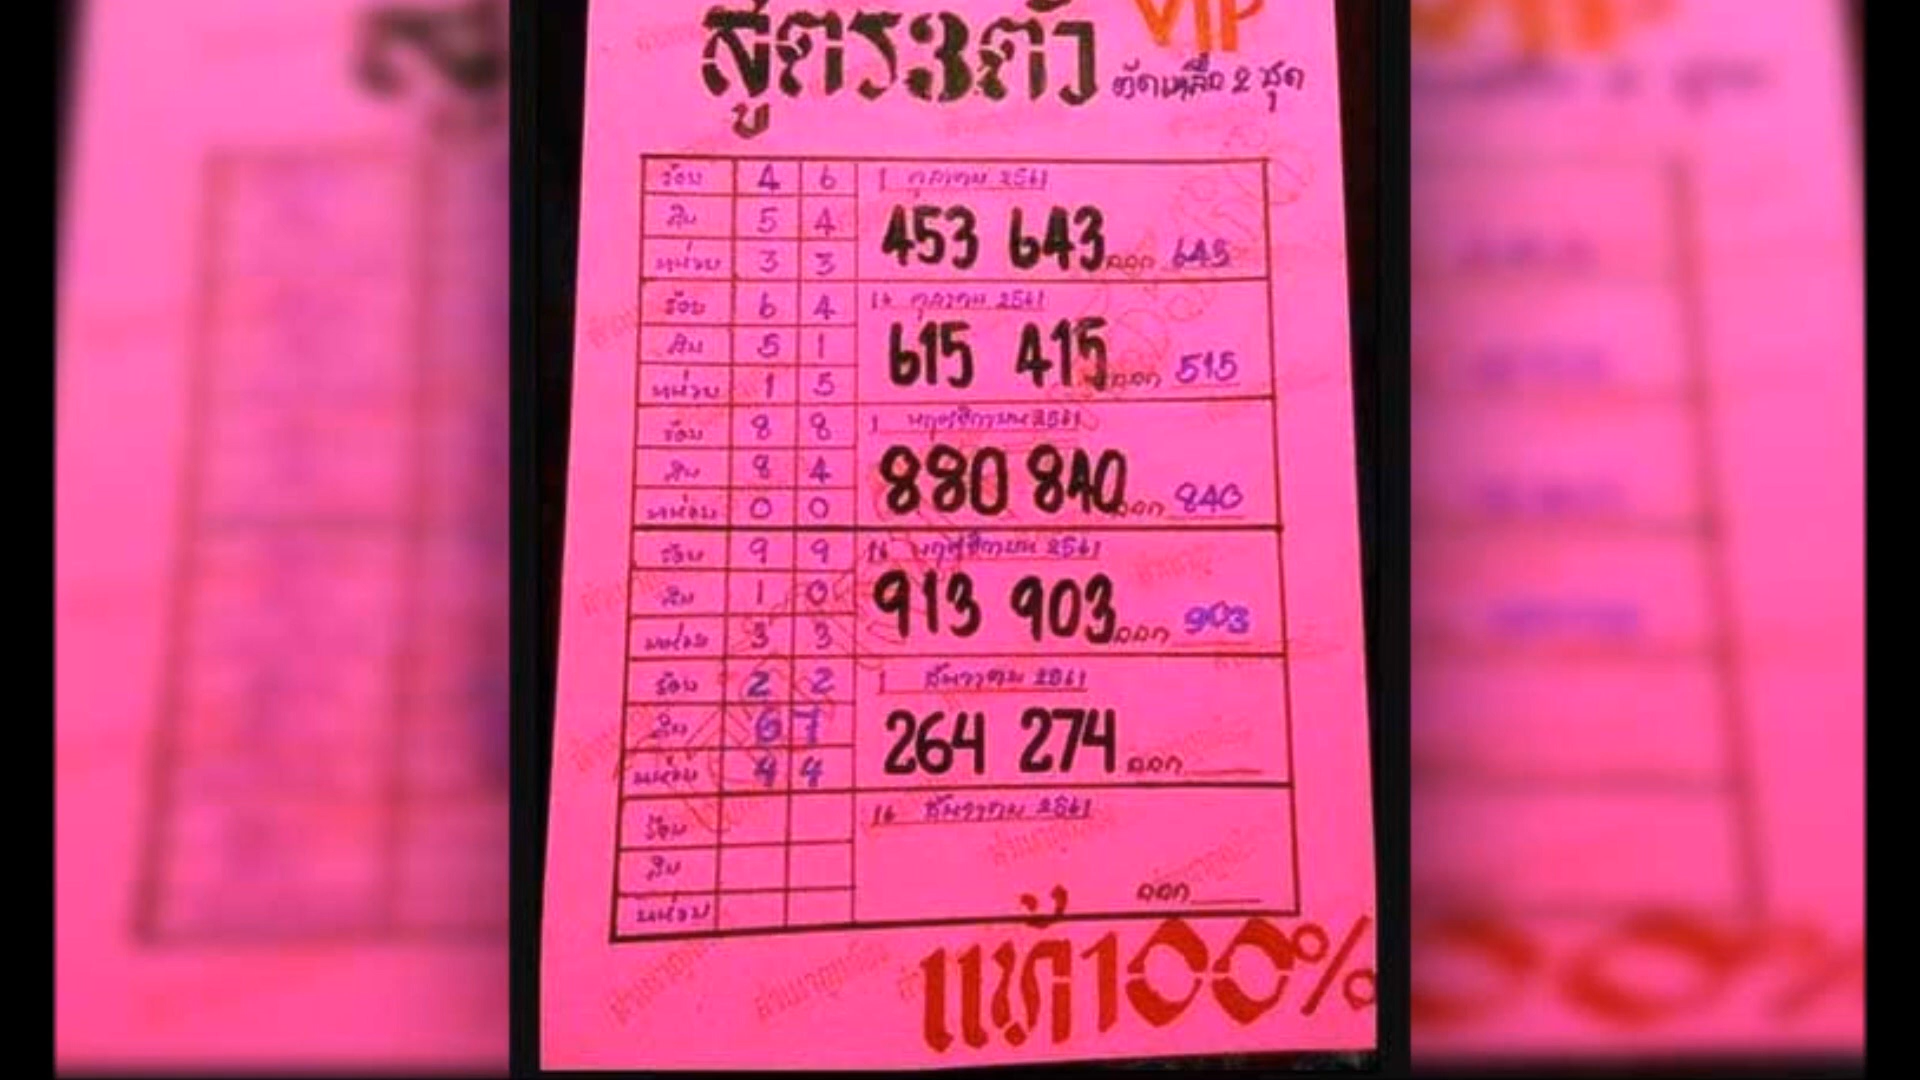 สูตร3ตัว VIP
ตัดเหลือ 2 ชุด
ร้อย 4 6 1 ตุลาคม 2561
สิบ 5 4 453 643
หน่วย 3 3 ออก 643
ร้อย 6 4 16 ตุลาคม 2561
สิบ 5 1 615 415
หน่วย 1 5 ออก 515
ร้อย 8 8 1 พฤศจิกายน 2561
สิบ 8 4 880 840
หน่วย 0 0 ออก 840
ร้อย 9 9 16 พฤศจิกายน 2561
สิบ 1 0 913 903
หน่วย 3 3 ออก 903
ร้อย 2 2 1 ธันวาคม 2561
สิบ 6 7 264 274
หน่วย 4 4 ออก
ร้อย 16 ธันวาคม 2561
สิบ
หน่วย ออก
แท้100%